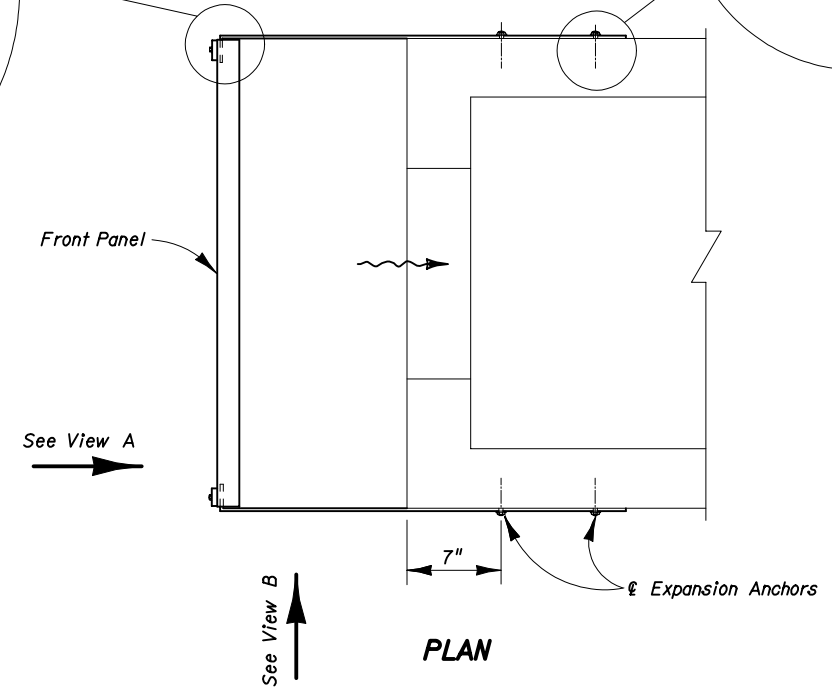 Front Panel
See View A
7"
℄ Expansion Anchors
See View B
PLAN